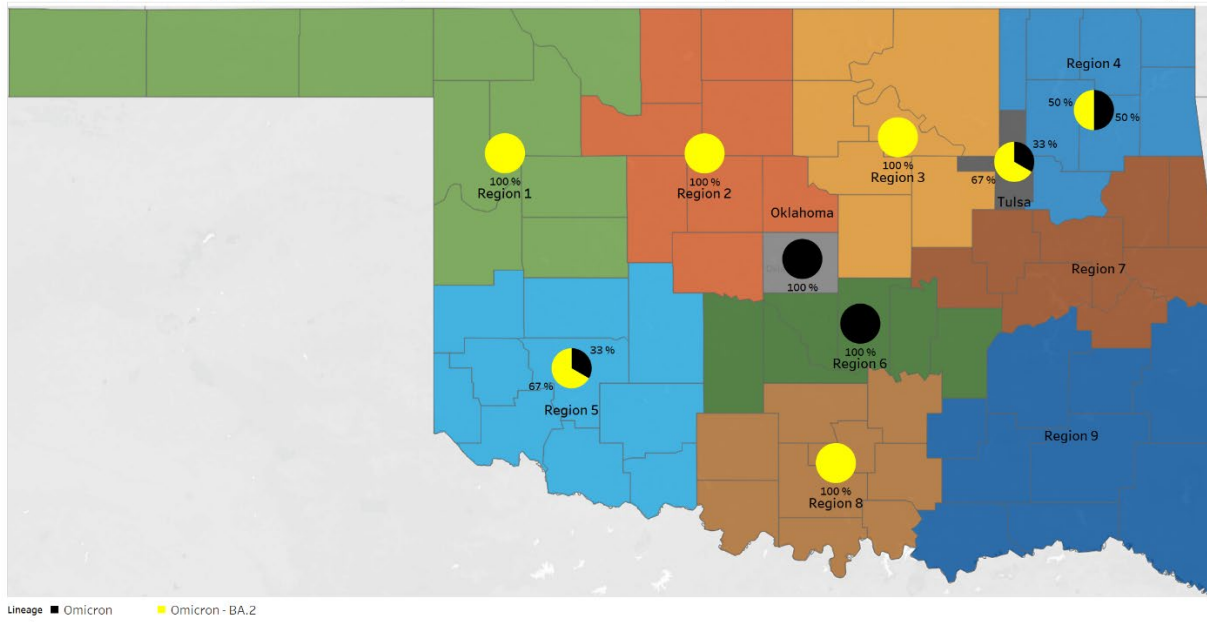 Region 4
50 %
50 %
33 %
67 %
Tulsa
100 %
Region 1
100 %
Region 2
100 %
Region 3
Oklahoma
100 %
Region 7
100 %
Region 6
33 %
67 %
Region 5
Region 9
100 %
Region 8
Lineage Omicron Omicron - BA.2